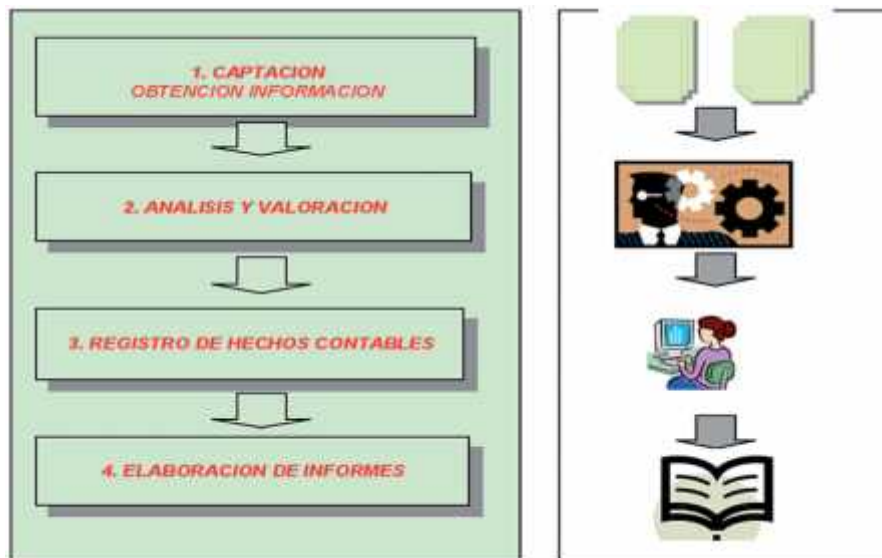 1. CAPTACION
OBTENCION INFORMACION
2. ANALISIS Y VALORACION
3. REGISTRO DE HECHOS CONTABLES
4. ELABORACION DE INFORMES